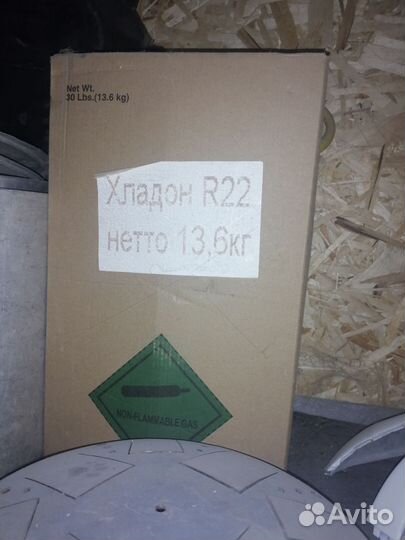 Net Wt.
30 Lbs.(13.6 kg)
Хладон R22
нетто 13,6кг
NON-FLAMMABLE GAS
Avito